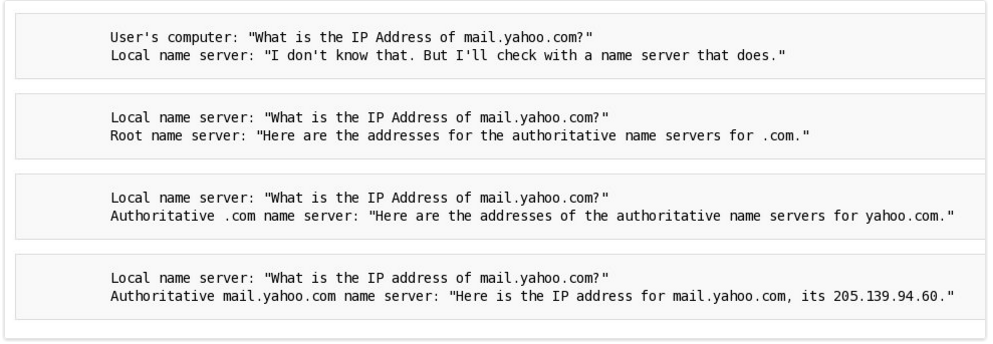 User's computer: "What is the IP Address of mail.yahoo.com?"
Local name server: "I don't know that. But I'll check with a name server that does."
Local name server: "What is the IP Address of mail.yahoo.com?"
Root name server: "Here are the addresses for the authoritative name servers for .com."
Local name server: "What is the IP Address of mail.yahoo.com?"
Authoritative .com name server: "Here are the addresses of the authoritative name servers for yahoo.com."
Local name server: "What is the IP address of mail.yahoo.com?"
Authoritative mail.yahoo.com name server: "Here is the IP address for mail.yahoo.com, its 205.139.94.60."